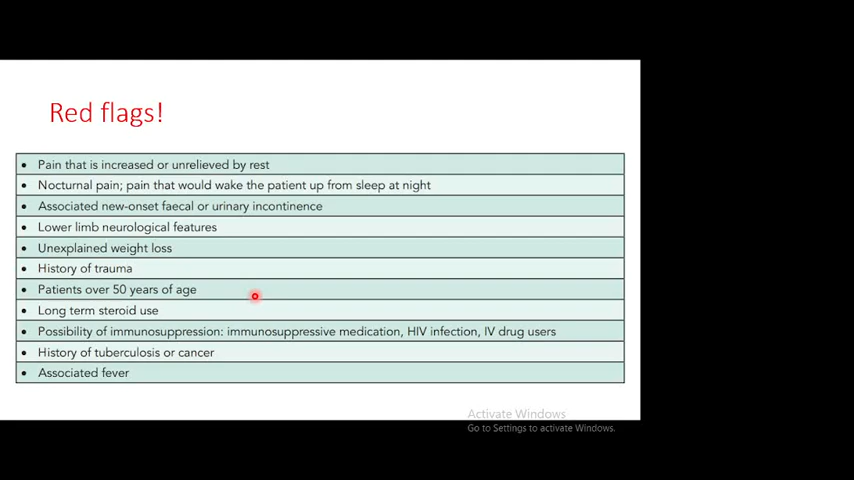 Red flags!
• Pain that is increased or unrelieved by rest
• Nocturnal pain; pain that would wake the patient up from sleep at night
• Associated new-onset faecal or urinary incontinence
• Lower limb neurological features
• Unexplained weight loss
• History of trauma
• Patients over 50 years of age
• Long term steroid use
• Possibility of immunosuppression: immunosuppressive medication, HIV infection, IV drug users
• History of tuberculosis or cancer
• Associated fever
Activate Windows
Go to Settings to activate Windows.